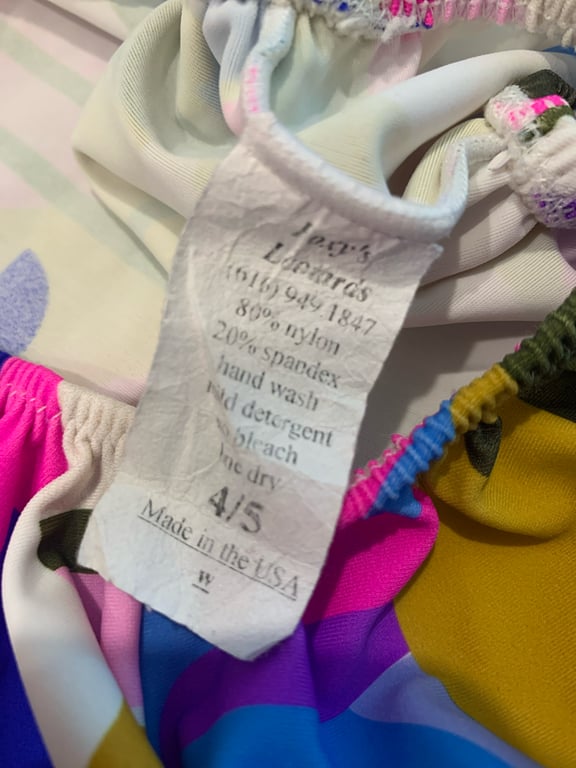 Leotards
(616) 949.1847
80% nylon
20% spandex
hand wash
mild detergent
bleach
line dry
4/5
Made in the USA
W